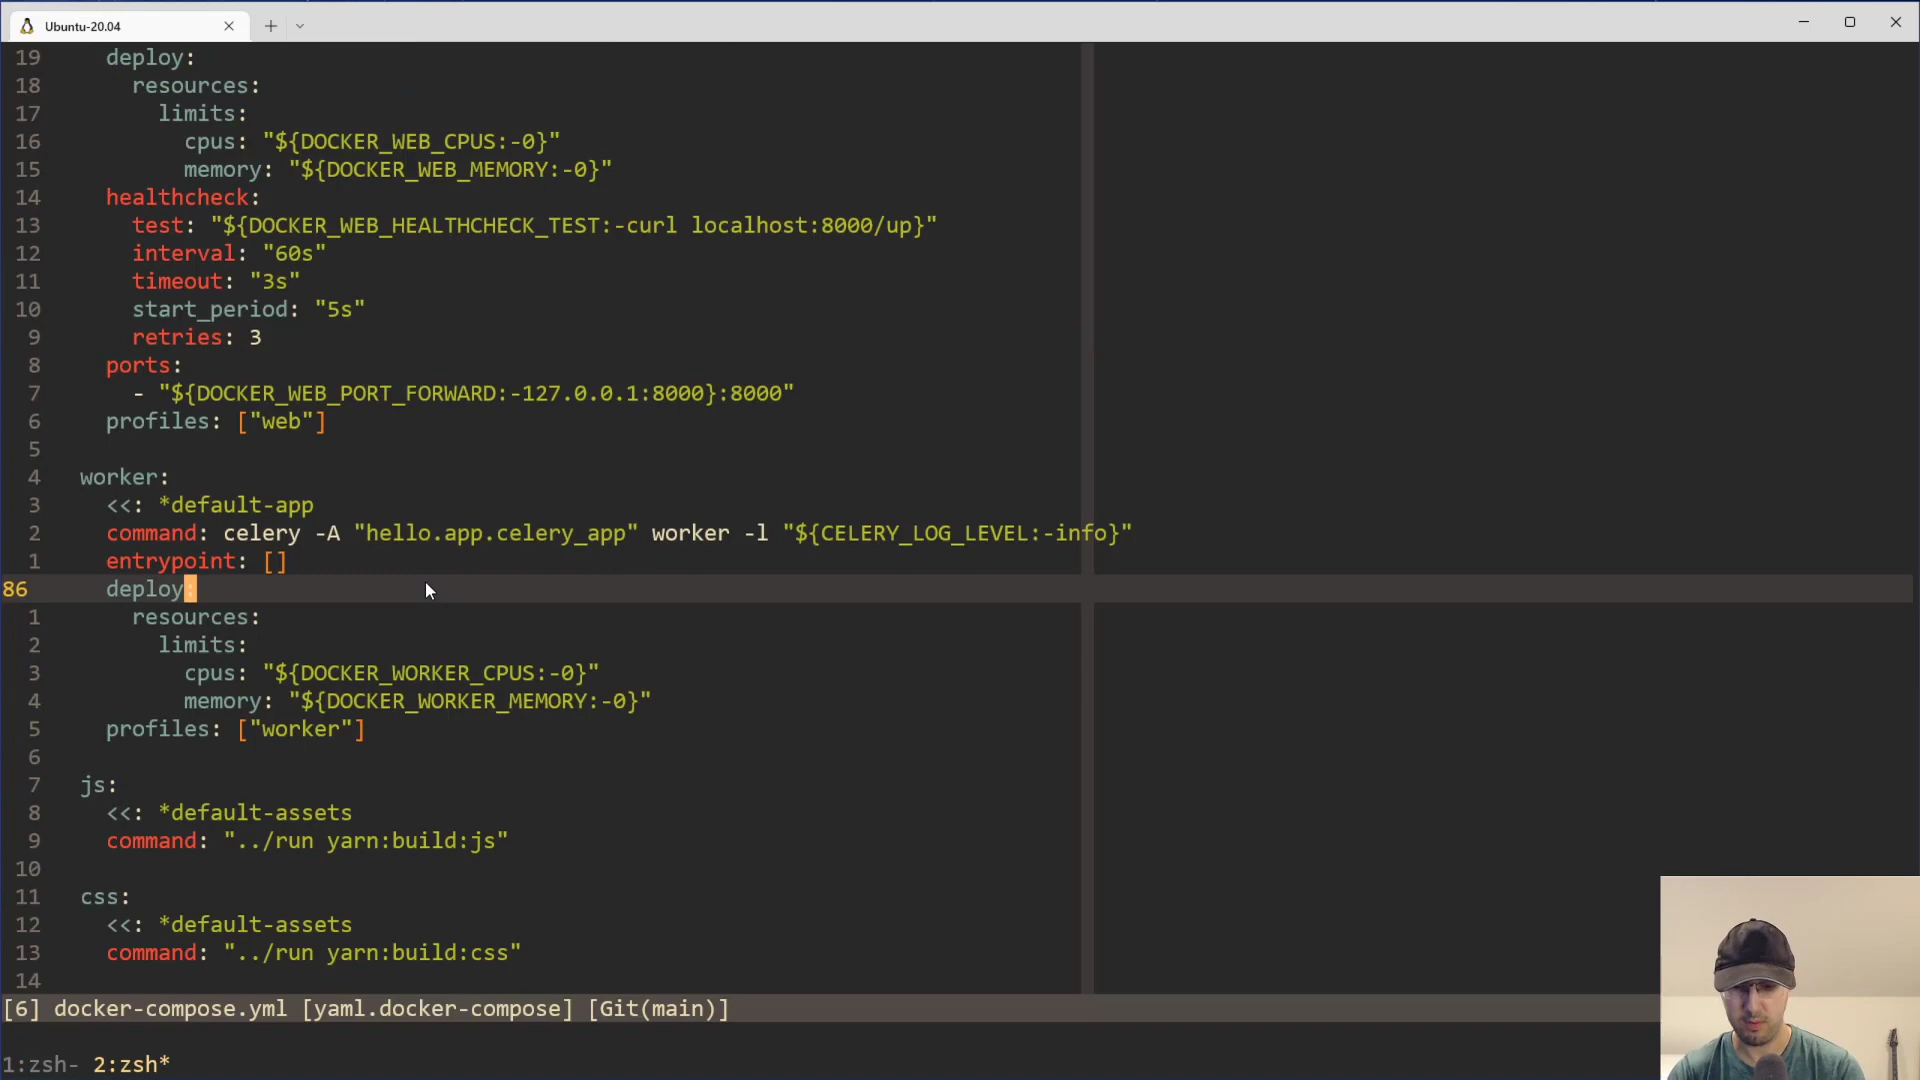 Ubuntu-20.04
19 deploy:
18 resources:
17 limits:
16 cpus: "${DOCKER_WEB_CPUS:-0}"
15 memory: "${DOCKER_WEB_MEMORY:-0}"
14 healthcheck:
13 test: "${DOCKER_WEB_HEALTHCHECK_TEST:-curl localhost:8000/up}"
12 interval: "60s"
11 timeout: "3s"
10 start_period: "5s"
9 retries: 3
8 ports:
7 - "${DOCKER_WEB_PORT_FORWARD:-127.0.0.1:8000}:8000"
6 profiles: ["web"]
5
4 worker:
3 <<: *default-app
2 command: celery -A "hello.app.celery_app" worker -l "${CELERY_LOG_LEVEL:-info}"
1 entrypoint: []
86 deploy:
1 resources:
2 limits:
3 cpus: "${DOCKER_WORKER_CPUS:-0}"
4 memory: "${DOCKER_WORKER_MEMORY:-0}"
5 profiles: ["worker"]
6
7 js:
8 <<: *default-assets
9 command: "../run yarn:build:js"
10
11 css:
12 <<: *default-assets
13 command: "../run yarn:build:css"
14
[6] docker-compose.yml [yaml.docker-compose] [Git(main)]
1:zsh- 2:zsh*